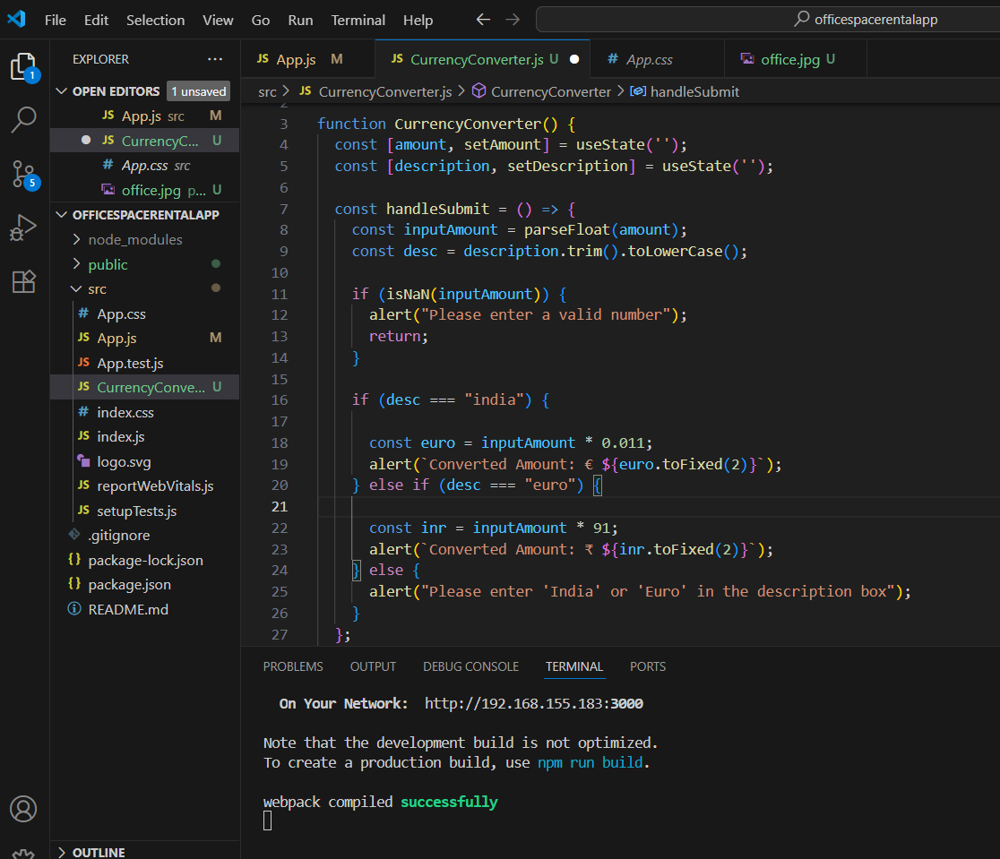 File Edit Selection View Go Run Terminal Help officespacerentalapp
EXPLORER
OPEN EDITORS 1 unsaved
JS App.js src M
JS CurrencyC... U
# App.css src
office.jpg p... U
OFFICESPACERENTALAPP
node_modules
public
src
# App.css
JS App.js M
JS App.test.js
JS CurrencyConve... U
# index.css
JS index.js
logo.svg
JS reportWebVitals.js
JS setupTests.js
.gitignore
{} package-lock.json
{} package.json
README.md
OUTLINE
1
5
JS App.js M JS CurrencyConverter.js U # App.css office.jpg U
src > JS CurrencyConverter.js > CurrencyConverter > handleSubmit
2
3 function CurrencyConverter() {
4 const [amount, setAmount] = useState('');
5 const [description, setDescription] = useState('');
6
7 const handleSubmit = () => {
8 const inputAmount = parseFloat(amount);
9 const desc = description.trim().toLowerCase();
10
11 if (isNaN(inputAmount)) {
12 alert("Please enter a valid number");
13 return;
14 }
15
16 if (desc === "india") {
17
18 const euro = inputAmount * 0.011;
19 alert(`Converted Amount: € ${euro.toFixed(2)}`);
20 } else if (desc === "euro") {
21
22 const inr = inputAmount * 91;
23 alert(`Converted Amount: ₹ ${inr.toFixed(2)}`);
24 } else {
25 alert("Please enter 'India' or 'Euro' in the description box");
26 }
27 };
PROBLEMS OUTPUT DEBUG CONSOLE TERMINAL PORTS
On Your Network: http://192.168.155.183:3000
Note that the development build is not optimized.
To create a production build, use npm run build.
webpack compiled successfully